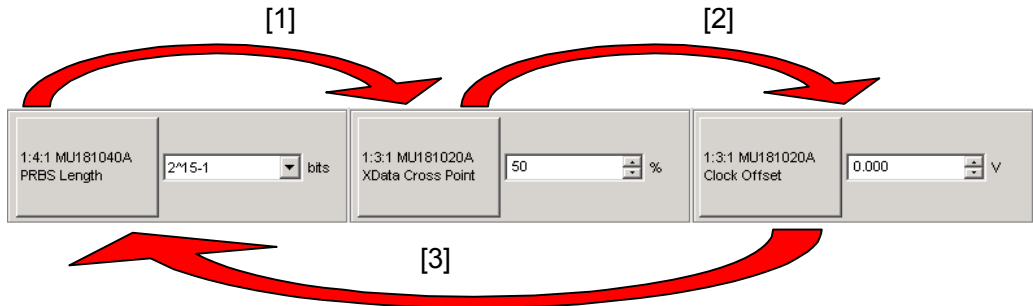 [1]
[2]
1:4:1 MU181040A
PRBS Length
2^15-1
bits
1:3:1 MU181020A
XData Cross Point
50
%
1:3:1 MU181020A
Clock Offset
0.000
V
[3]